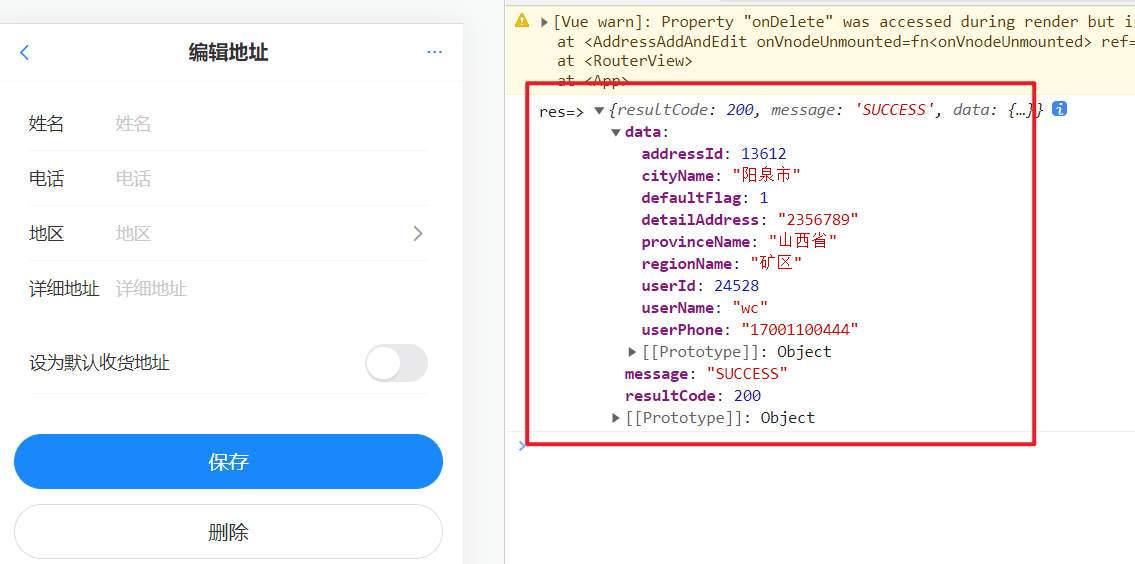 编辑地址
···
姓名 姓名
电话 电话
地区 地区
详细地址 详细地址
设为默认收货地址
保存
删除
[Vue warn]: Property "onDelete" was accessed during render but i
at <AddressAddAndEdit onVnodeUnmounted=fn<onVnodeUnmounted> ref=
at <RouterView>
at <App>
res=> ▼{resultCode: 200, message: 'SUCCESS', data: {…}} i
▼data:
addressId: 13612
cityName: "阳泉市"
defaultFlag: 1
detailAddress: "2356789"
provinceName: "山西省"
regionName: "矿区"
userId: 24528
userName: "wc"
userPhone: "17001100444"
▶[[Prototype]]: Object
message: "SUCCESS"
resultCode: 200
▶[[Prototype]]: Object